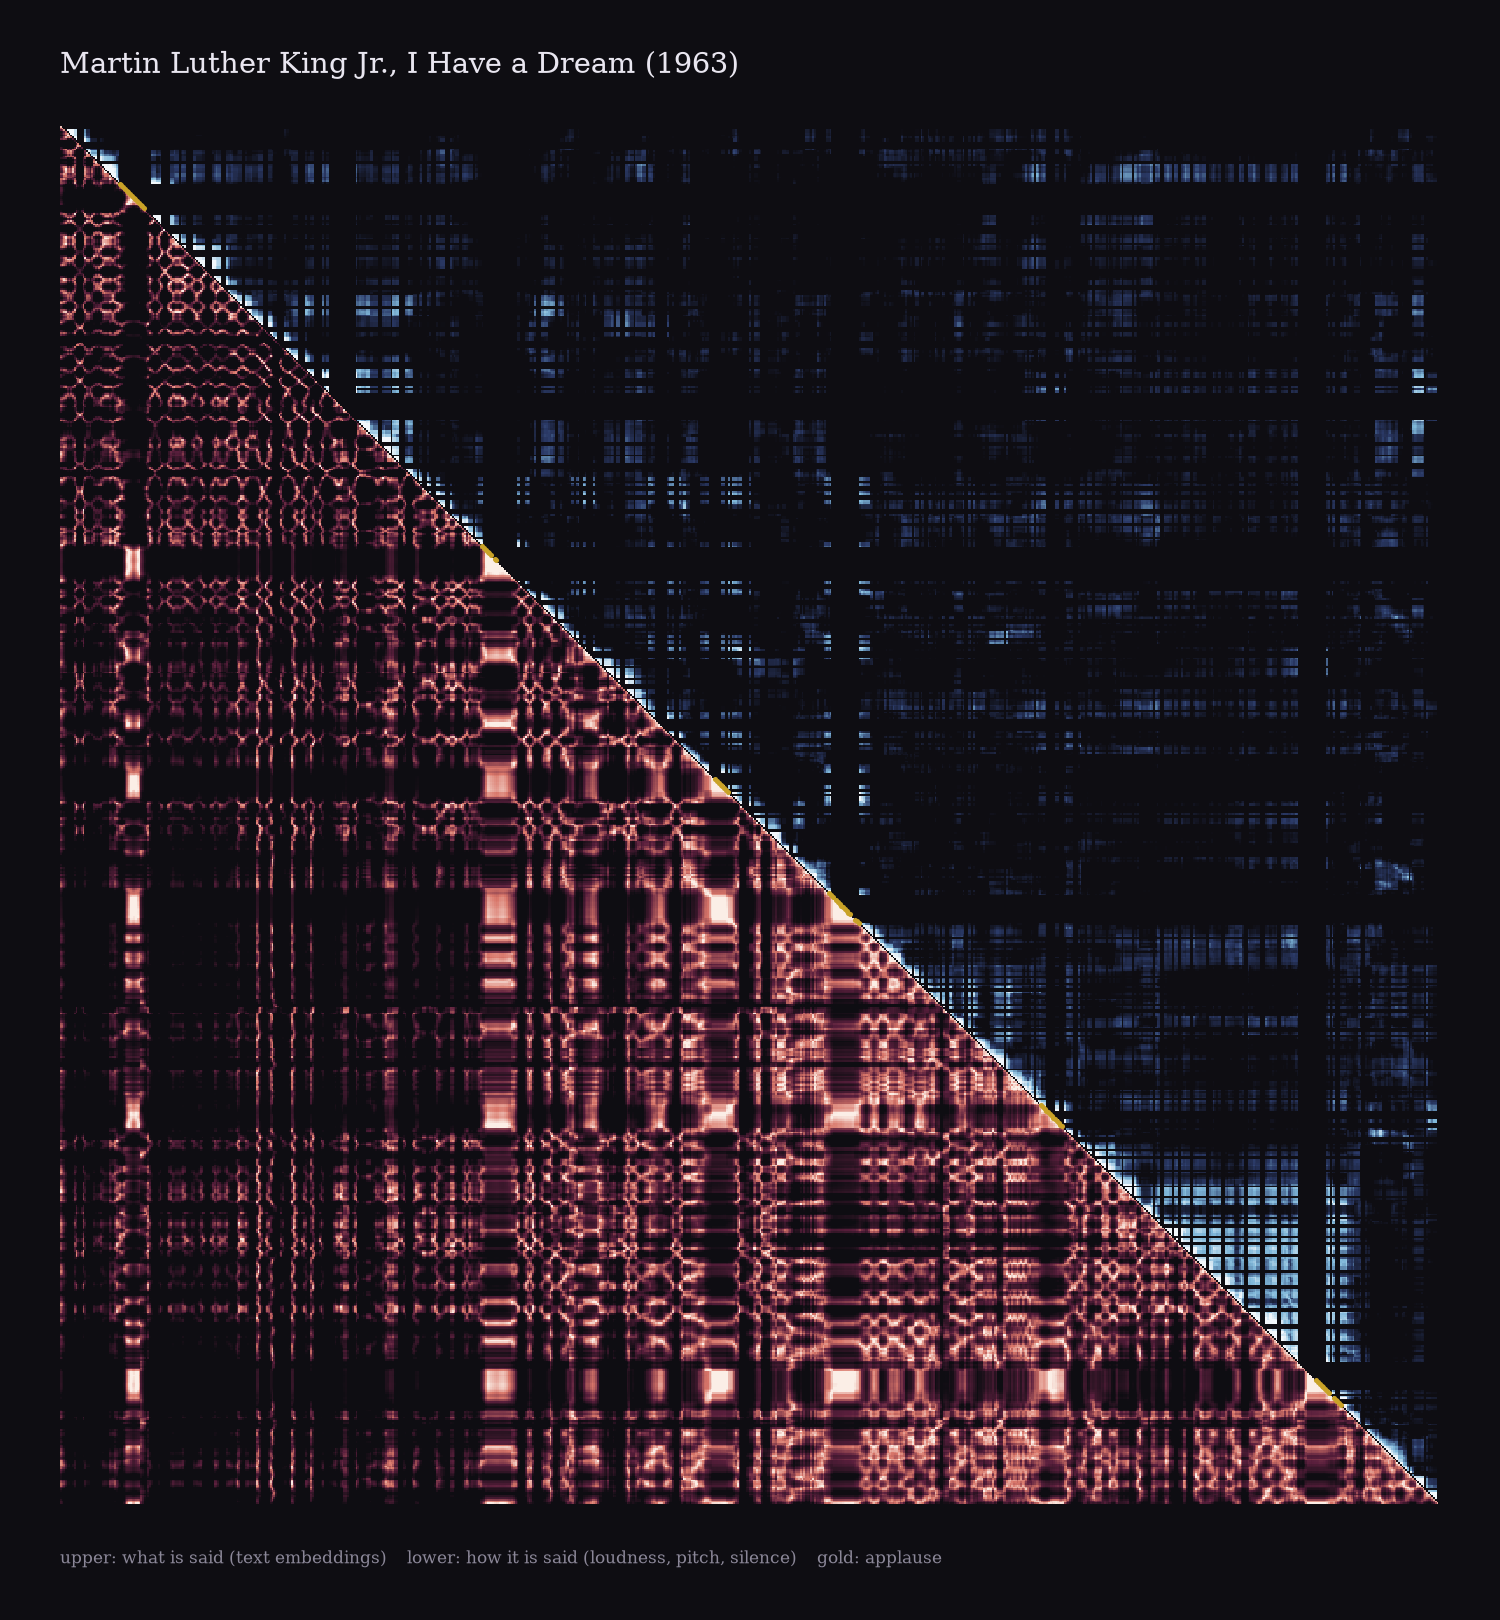 Martin Luther King Jr., I Have a Dream (1963)
upper: what is said (text embeddings)    lower: how it is said (loudness, pitch, silence)    gold: applause